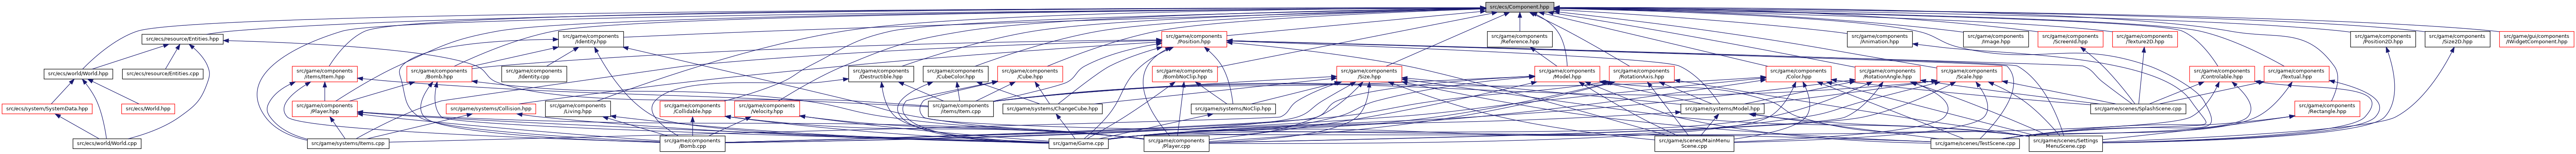 src/ecs/Component.hpp
src/ecs/resource/Entities.hpp
src/game/components
/Identity.hpp
src/game/components
/Position.hpp
src/game/components
/Reference.hpp
src/game/components
/Animation.hpp
src/game/components
/Image.hpp
src/game/components
/ScreenId.hpp
src/game/components
/Texture2D.hpp
src/game/components
/Position2D.hpp
src/game/components
/Size2D.hpp
src/game/gui/components
/IWidgetComponent.hpp
src/ecs/world/World.hpp
src/ecs/resource/Entities.cpp
src/game/components
/Items/Item.hpp
src/game/components
/Bomb.hpp
src/game/components
/Identity.cpp
src/game/components
/Destructible.hpp
src/game/components
/CubeColor.hpp
src/game/components
/Cube.hpp
src/game/components
/BombNoClip.hpp
src/game/components
/Size.hpp
src/game/components
/Model.hpp
src/game/components
/RotationAxis.hpp
src/game/components
/Color.hpp
src/game/components
/RotationAngle.hpp
src/game/components
/Scale.hpp
src/game/components
/Controlable.hpp
src/game/components
/Textual.hpp
src/ecs/system/SystemData.hpp
src/ecs/World.hpp
src/game/components
/Player.hpp
src/game/systems/Collision.hpp
src/game/components
/Living.hpp
src/game/components
/Collidable.hpp
src/game/components
/Velocity.hpp
src/game/components
/items/Item.cpp
src/game/systems/ChangeCube.hpp
src/game/systems/NoClip.hpp
src/game/systems/Model.hpp
src/game/scenes/SplashScene.cpp
src/game/components
/Rectangle.hpp
src/ecs/world/World.cpp
src/game/systems/Items.cpp
src/game/components
/Bomb.cpp
src/game/Game.cpp
src/game/components
/Player.cpp
src/game/scenes/MainMenu
Scene.cpp
src/game/scenes/TestScene.cpp
src/game/scenes/Settings
MenuScene.cpp